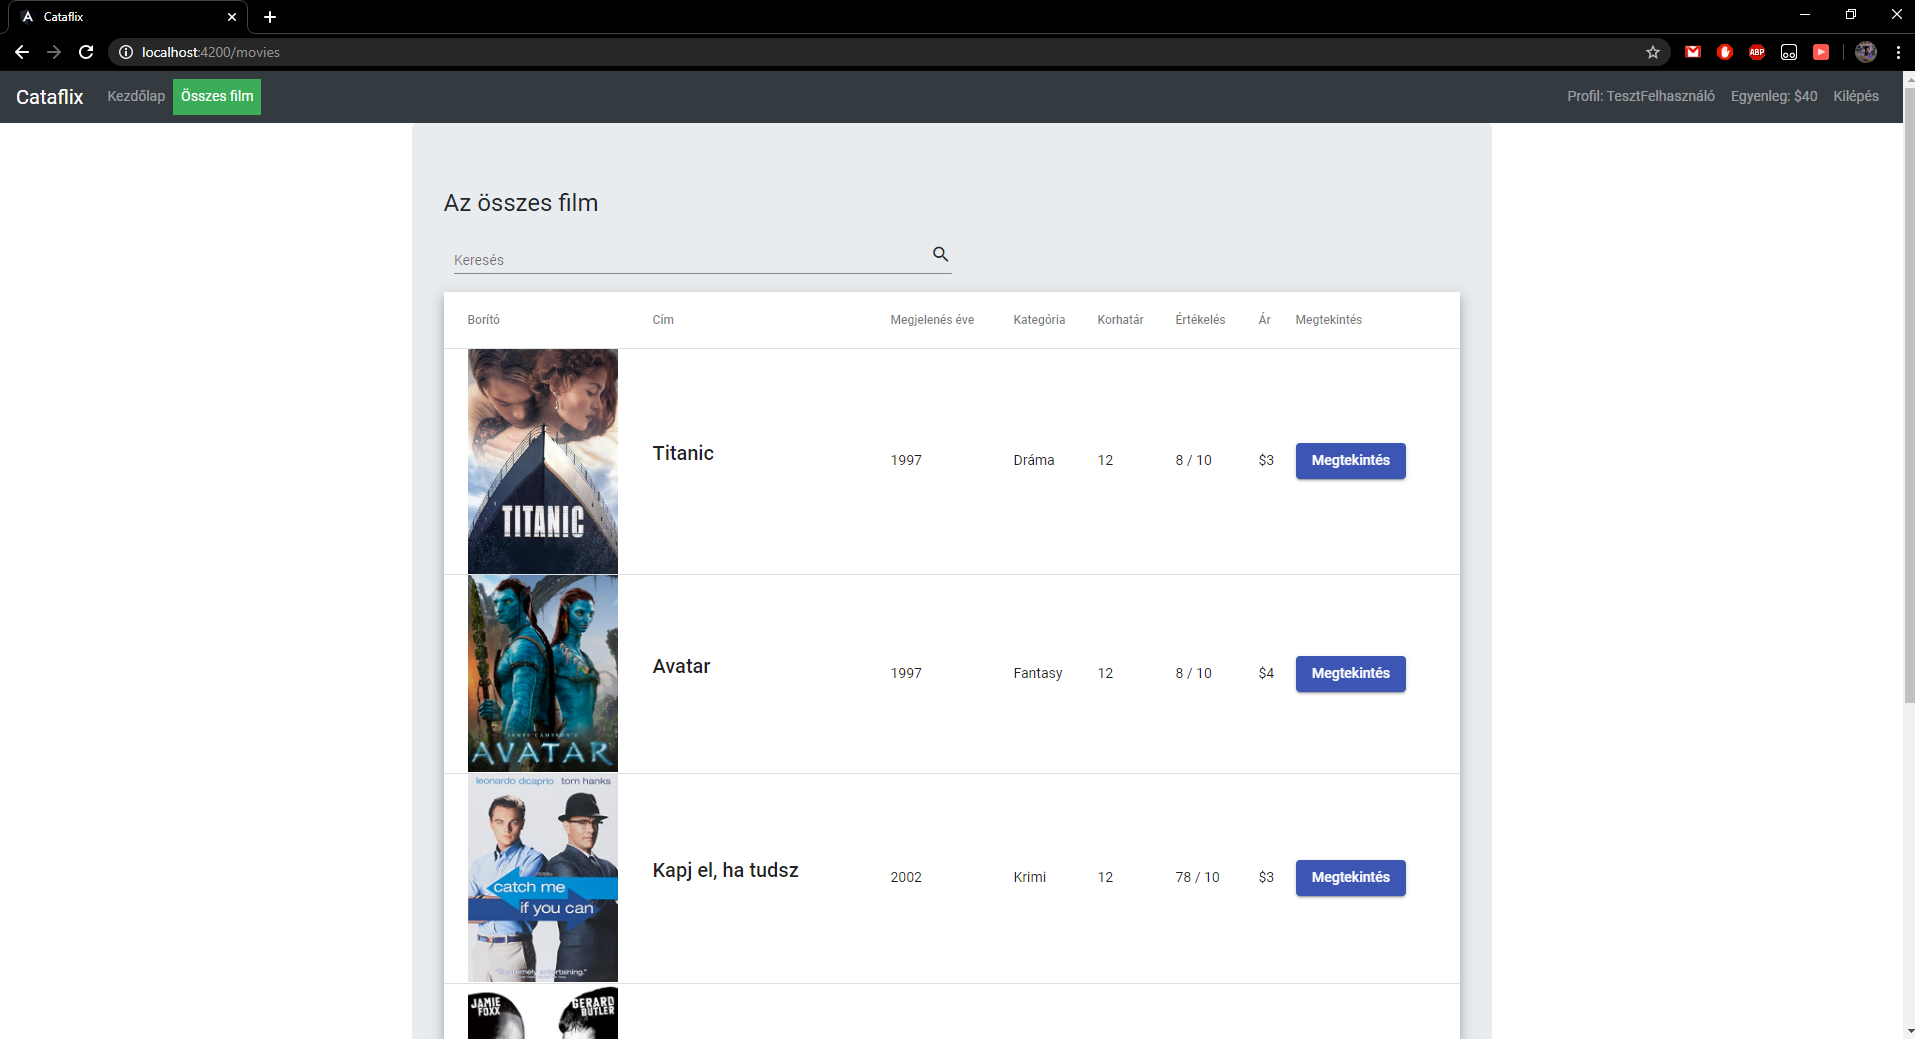 Cataflix
localhost:4200/movies
ABP
Cataflix Kezdőlap Összes film Profil: TesztFelhasználó Egyenleg: $40 Kilépés
Az összes film
Keresés
Borító Cím Megjelenés éve Kategória Korhatár Értékelés Ár Megtekintés
TITANIC
Titanic 1997 Dráma 12 8 / 10 $3 Megtekintés
JAMES CAMERON'S
AVATAR
Avatar 1997 Fantasy 12 8 / 10 $4 Megtekintés
leonardo dicaprio tom hanks
catch me
if you can
Kapj el, ha tudsz 2002 Krimi 12 78 / 10 $3 Megtekintés
JAMIE FOXX
GERARD BUTLER